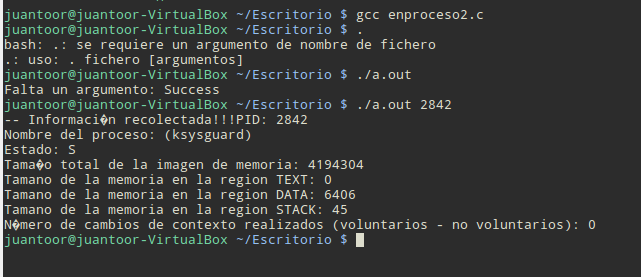 juantoor@juantoor-VirtualBox ~/Escritorio $ gcc enproceso2.c
juantoor@juantoor-VirtualBox ~/Escritorio $ .
bash: .: se requiere un argumento de nombre de fichero
.: uso: . fichero [argumentos]
juantoor@juantoor-VirtualBox ~/Escritorio $ ./a.out
Falta un argumento: Success
juantoor@juantoor-VirtualBox ~/Escritorio $ ./a.out 2842
-- Informaci�n recolectada!!!PID: 2842
Nombre del proceso: (ksysguard)
Estado: S
Tama�o total de la imagen de memoria: 4194304
Tamano de la memoria en la region TEXT: 0
Tamano de la memoria en la region DATA: 6406
Tamano de la memoria en la region STACK: 45
N�mero de cambios de contexto realizados (voluntarios - no voluntarios): 0
juantoor@juantoor-VirtualBox ~/Escritorio $